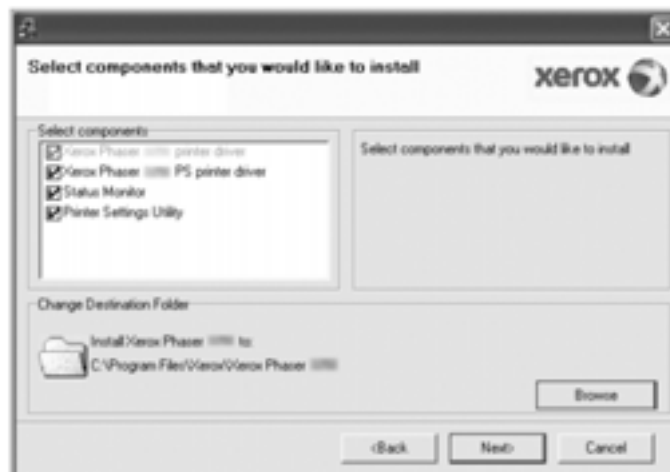 Select components that you would like to install
xerox
Select components
Xerox Phaser printer driver
Xerox Phaser PS printer driver
Status Monitor
Printer Settings Utility
Select components that you would like to install
Change Destination Folder
Install Xerox Phaser to:
C:\Program Files\Xerox\Xerox Phaser
Browse
<Back
Next>
Cancel